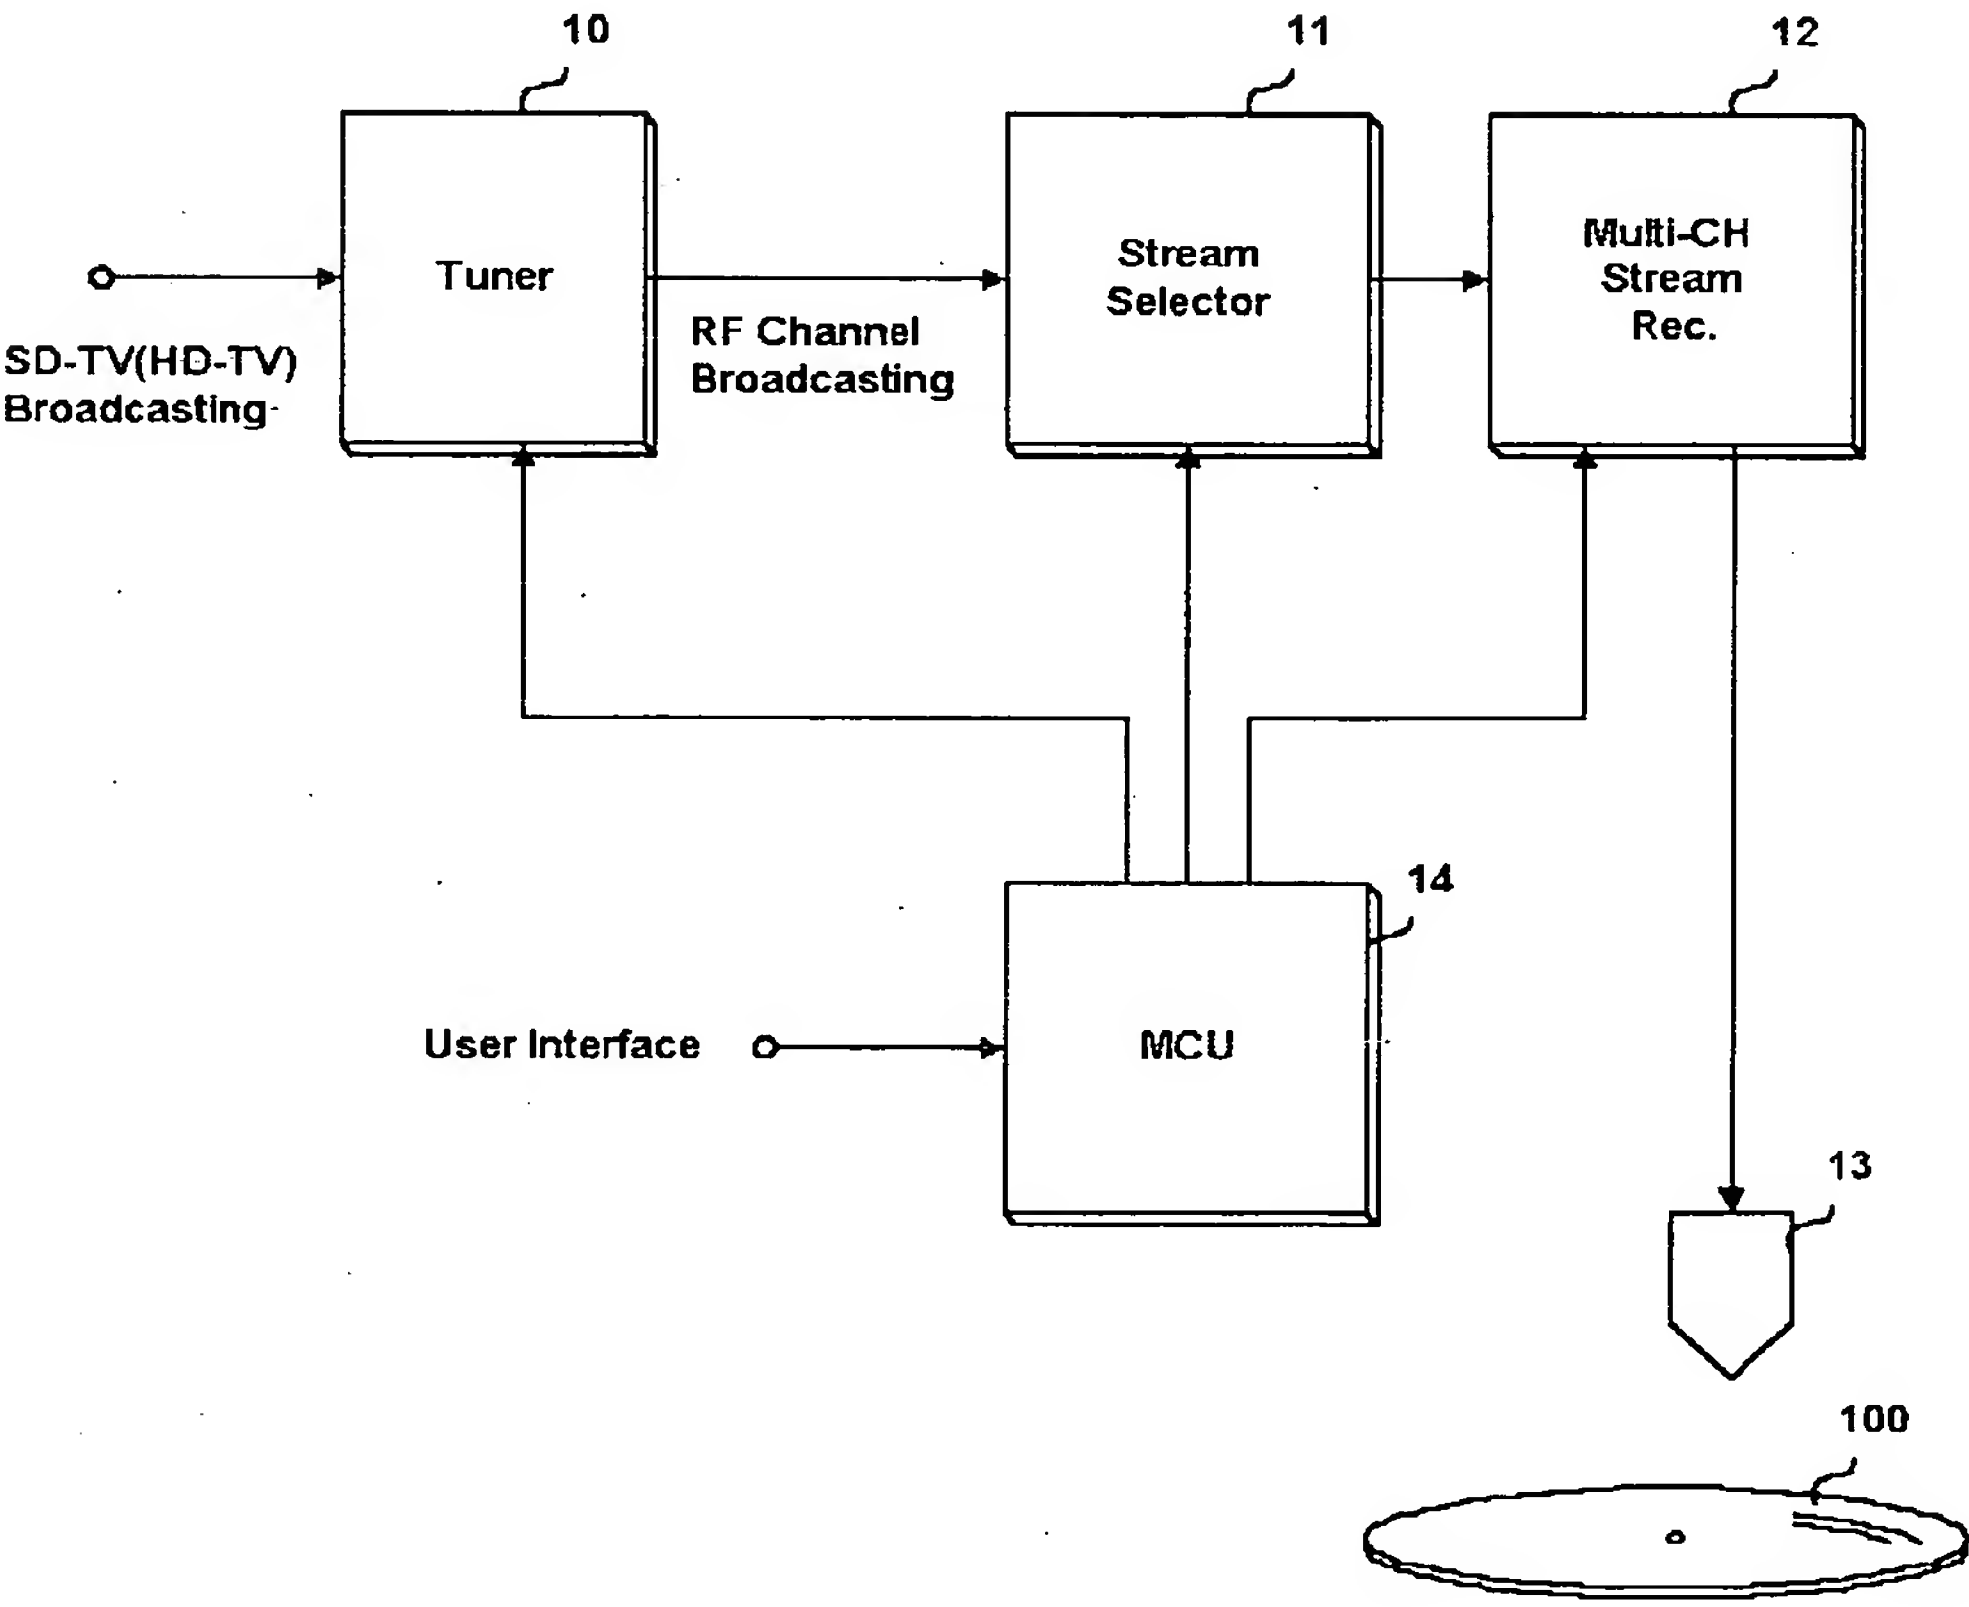 10
11
12
Tuner
Stream
Selector
Multi-CH
Stream
Rec.
SD-TV(HD-TV)
Broadcasting
RF Channel
Broadcasting
14
User Interface
MCU
13
100